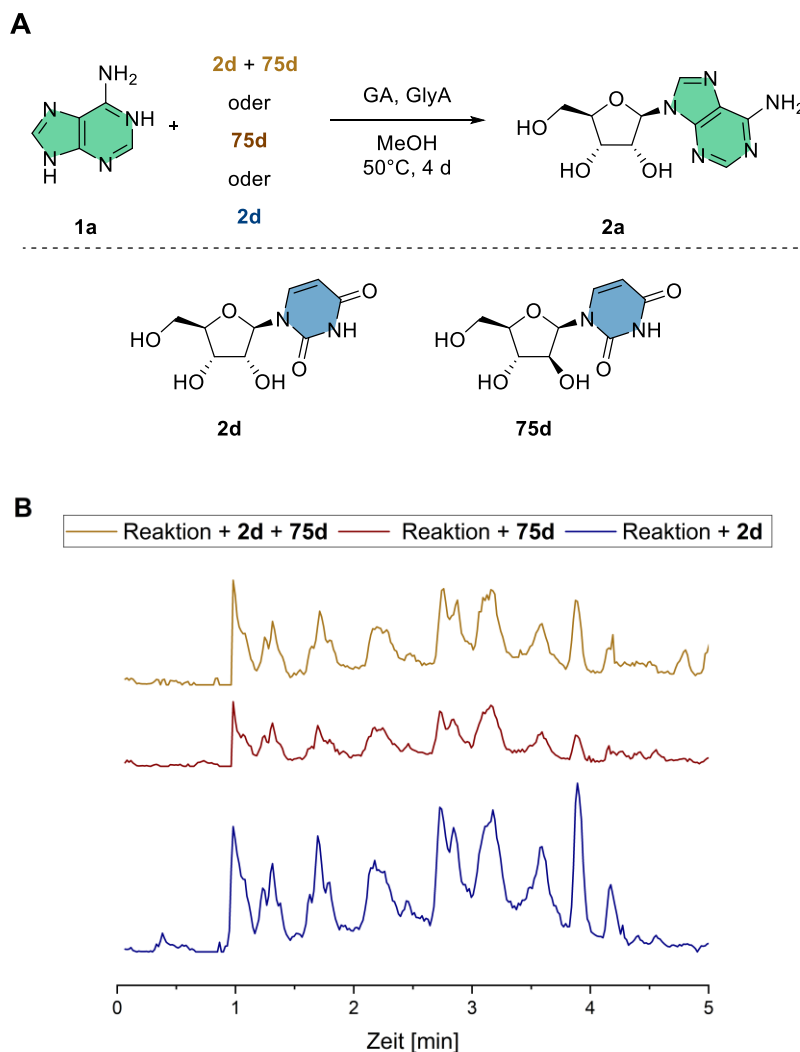 A
NH₂
N
NH
N
H
N
1a
+
2d + 75d
oder
75d
oder
2d
GA, GlyA
MeOH
50°C, 4 d
HO
O
N
N
NH₂
N
N
HO
OH
2a
HO
O
N
O
NH
O
HO
OH
2d
HO
O
N
O
NH
O
HO
OH
75d
B
Reaktion + 2d + 75d
Reaktion + 75d
Reaktion + 2d
0
1
2
3
4
5
Zeit [min]